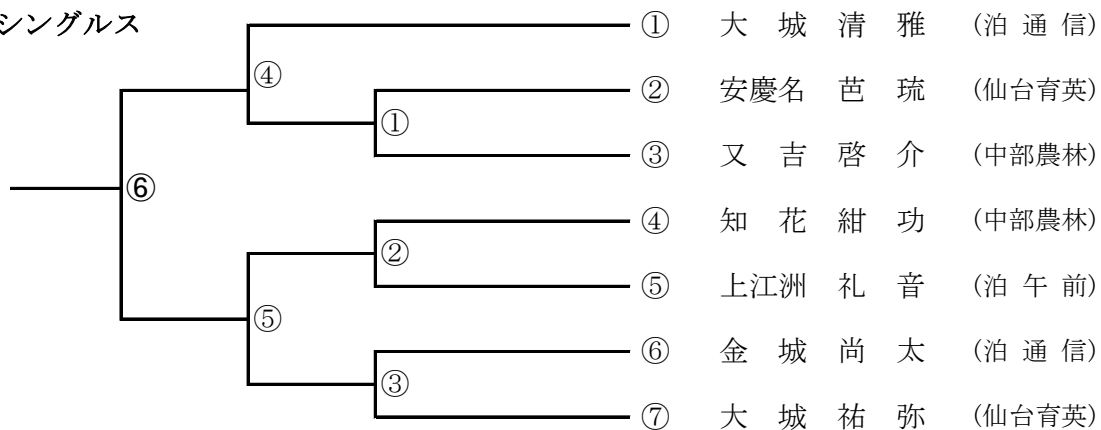 シングルス
① 大 城 清 雅 (泊 通 信)
④
② 安慶名 芭 琉 (仙台育英)
①
③ 又 吉 啓 介 (中部農林)
⑥
④ 知 花 紺 功 (中部農林)
②
⑤ 上江洲 礼 音 (泊 午 前)
⑤
⑥ 金 城 尚 太 (泊 通 信)
③
⑦ 大 城 祐 弥 (仙台育英)